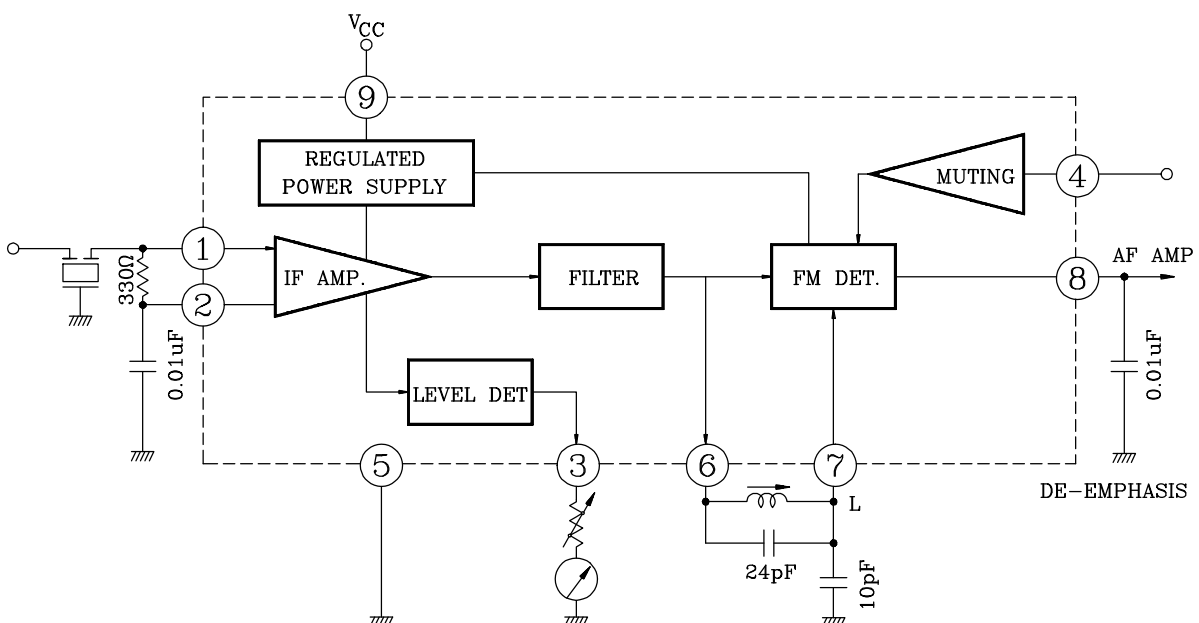 VCC
9
REGULATED
POWER SUPPLY
MUTING
4
1
330Ω
2
IF AMP.
FILTER
FM DET.
8
AF AMP
0.01uF
LEVEL DET
0.01uF
5
3
6
7
DE-EMPHASIS
L
24pF
10pF